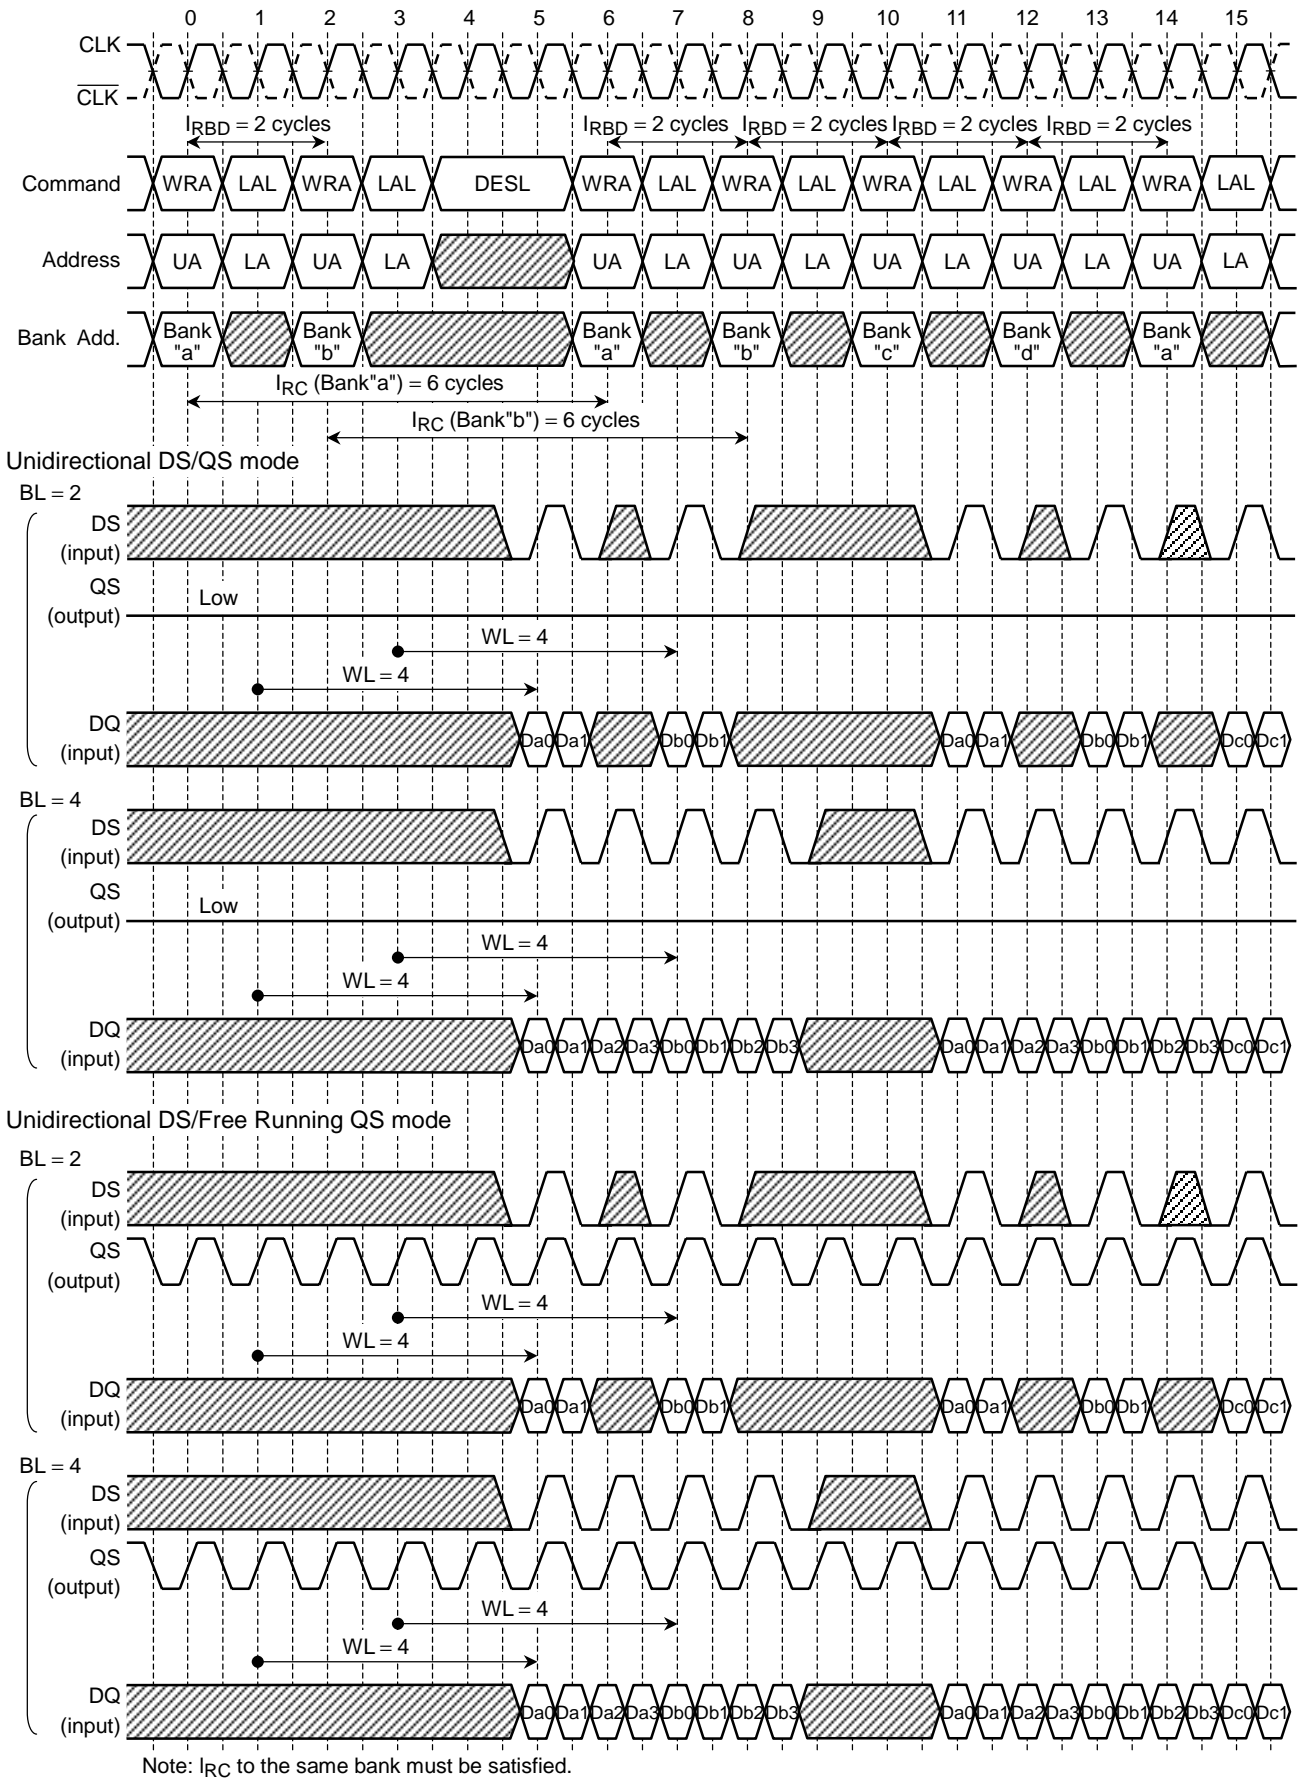 0 1 2 3 4 5 6 7 8 9 10 11 12 13 14 15
CLK
CLK
IRBD = 2 cycles IRBD = 2 cycles IRBD = 2 cycles IRBD = 2 cycles IRBD = 2 cycles
Command WRA LAL WRA LAL DESL WRA LAL WRA LAL WRA LAL WRA LAL WRA LAL
Address UA LA UA LA UA LA UA LA UA LA UA LA UA LA
Bank Add. Bank "a" Bank "b" Bank "a" Bank "b" Bank "c" Bank "d" Bank "a"
IRC (Bank"a") = 6 cycles
IRC (Bank"b") = 6 cycles
Unidirectional DS/QS mode
BL = 2
DS
(input)
QS
(output) Low
WL = 4
WL = 4
DQ
(input) Da0 Da1 Db0 Db1 Da0 Da1 Db0 Db1 Dc0 Dc1
BL = 4
DS
(input)
QS
(output) Low
WL = 4
WL = 4
DQ
(input) Da0 Da1 Da2 Da3 Db0 Db1 Db2 Db3 Da0 Da1 Da2 Da3 Db0 Db1 Db2 Db3 Dc0 Dc1
Unidirectional DS/Free Running QS mode
BL = 2
DS
(input)
QS
(output)
WL = 4
WL = 4
DQ
(input) Da0 Da1 Db0 Db1 Da0 Da1 Db0 Db1 Dc0 Dc1
BL = 4
DS
(input)
QS
(output)
WL = 4
WL = 4
DQ
(input) Da0 Da1 Da2 Da3 Db0 Db1 Db2 Db3 Da0 Da1 Da2 Da3 Db0 Db1 Db2 Db3 Dc0 Dc1
Note: IRC to the same bank must be satisfied.